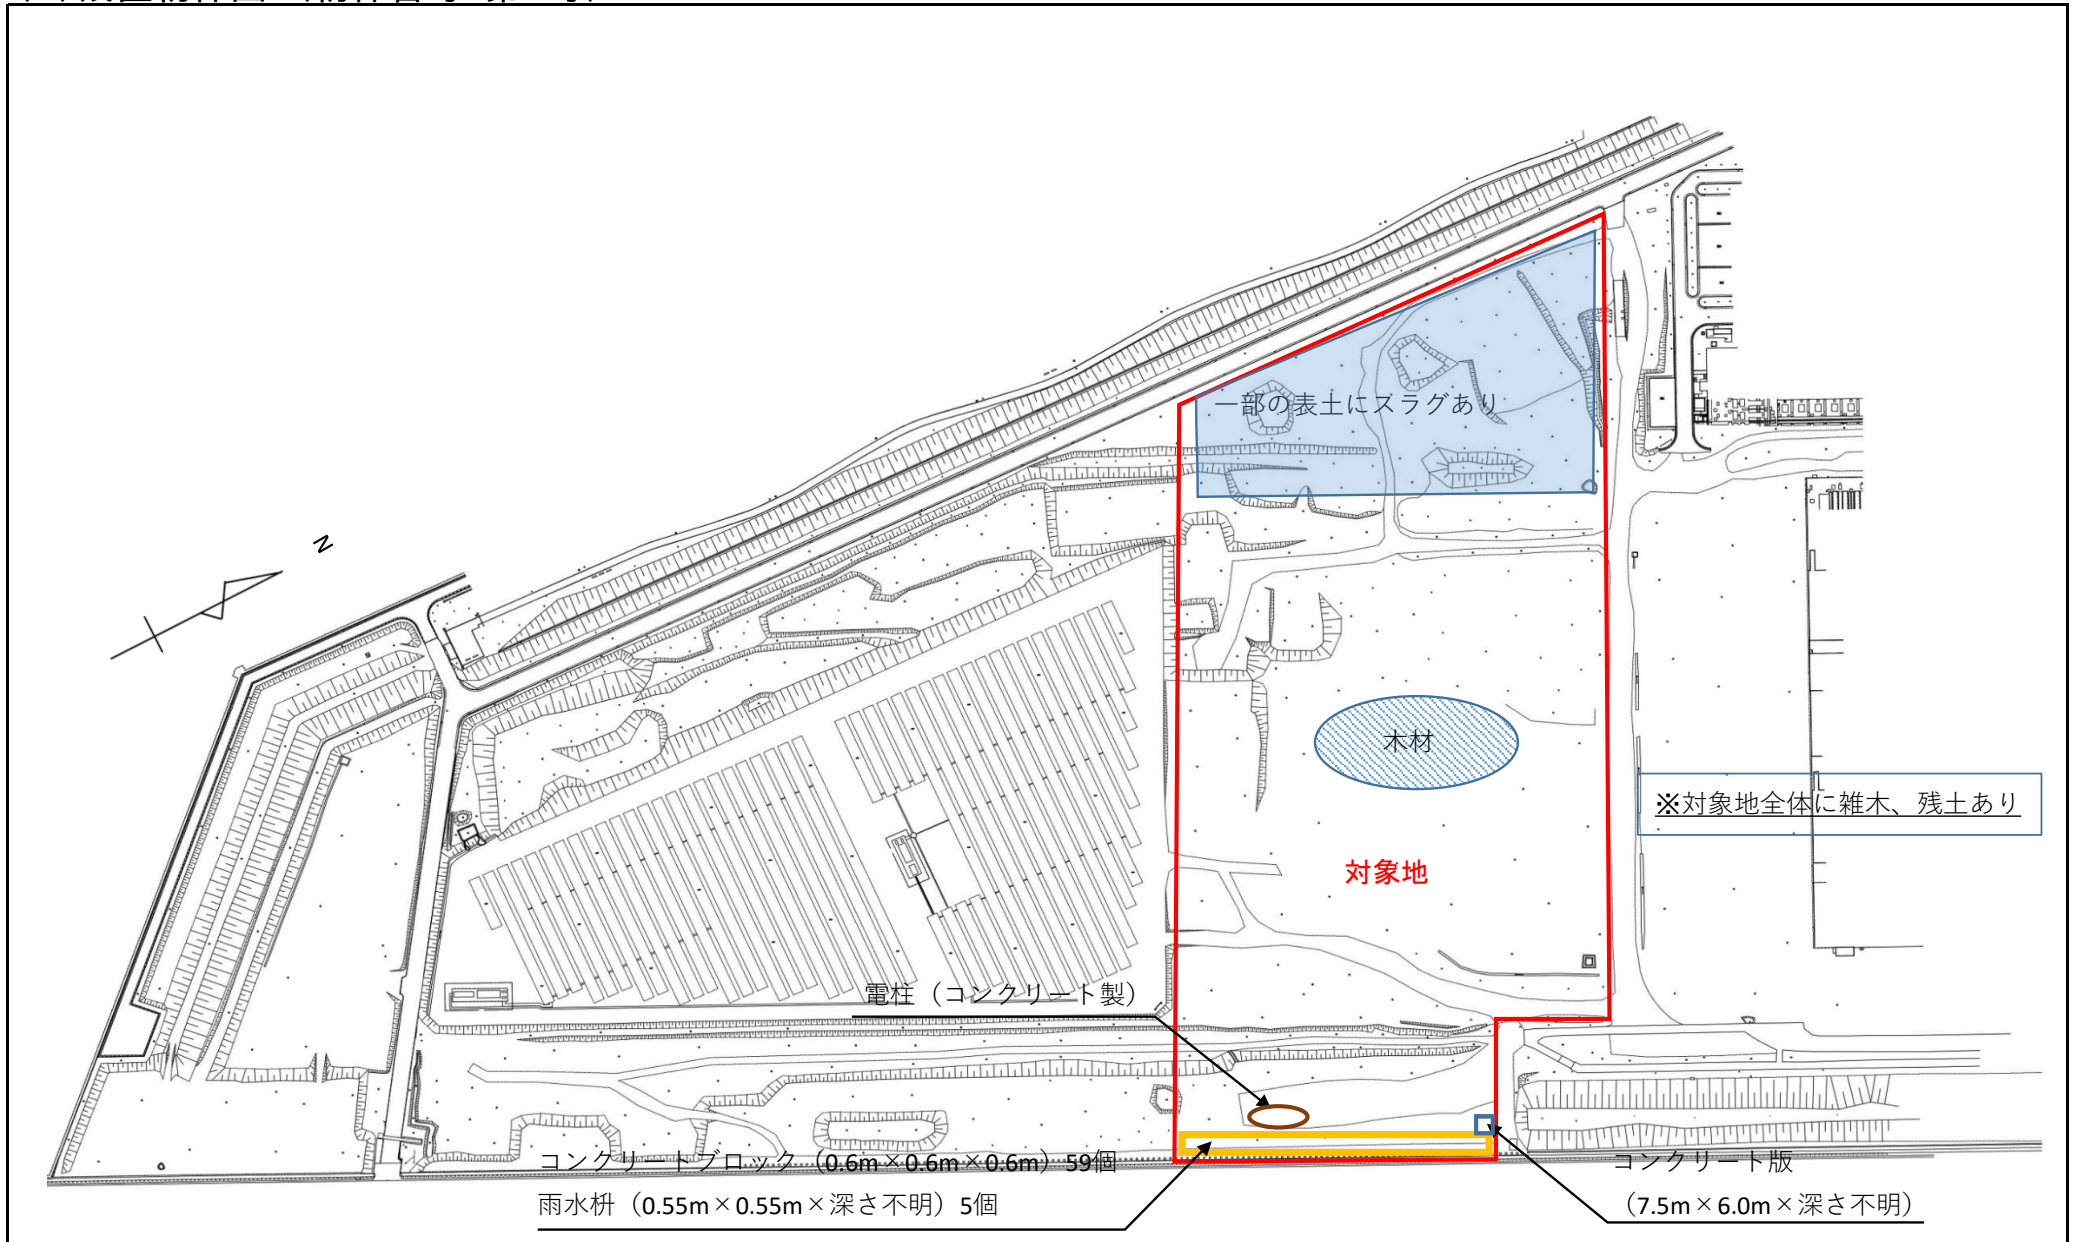 一部の表土にスラグあり
N
木材
※対象地全体に雑木、残土あり
対象地
電柱（コンクリート製）
コンクリートブロック（0.6m×0.6m×0.6m）59個
雨水枡（0.55m×0.55m×深さ不明）5個
コンクリート版
（7.5m×6.0m×深さ不明）